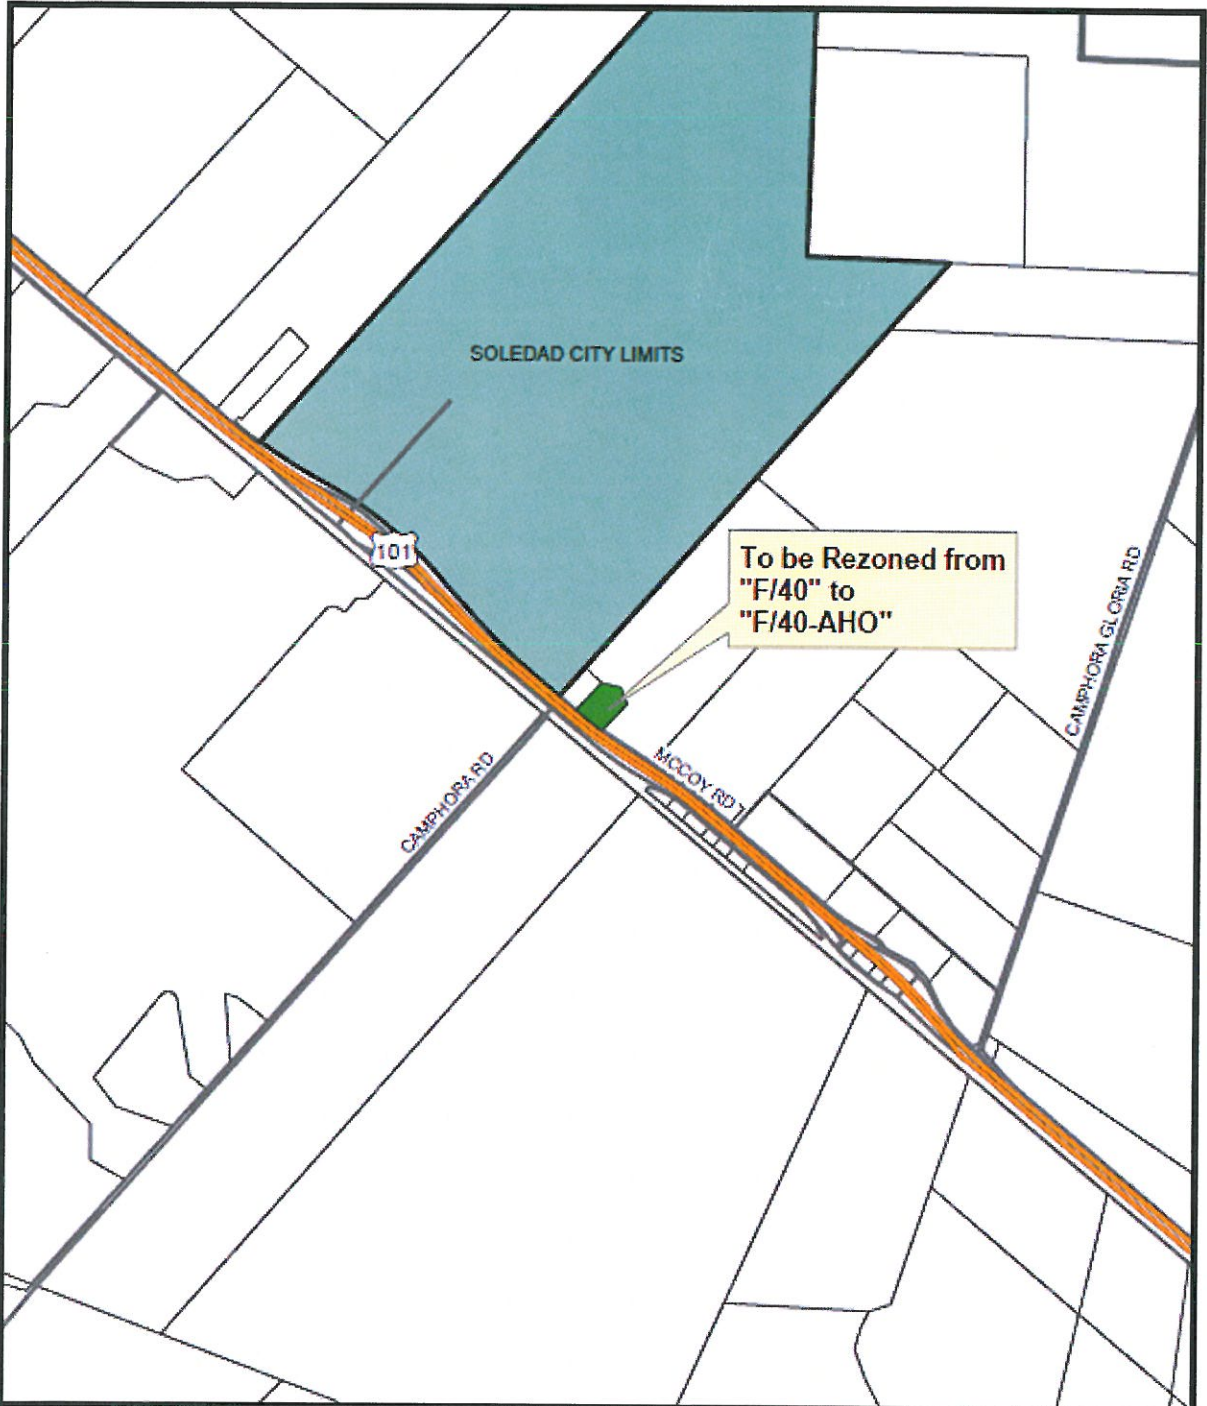 SOLEDAD CITY LIMITS
101
To be Rezoned from
"F/40" to
"F/40-AHO"
CAMPHORA GLORIA RD
MCCOY RD
CAMPHORA RD